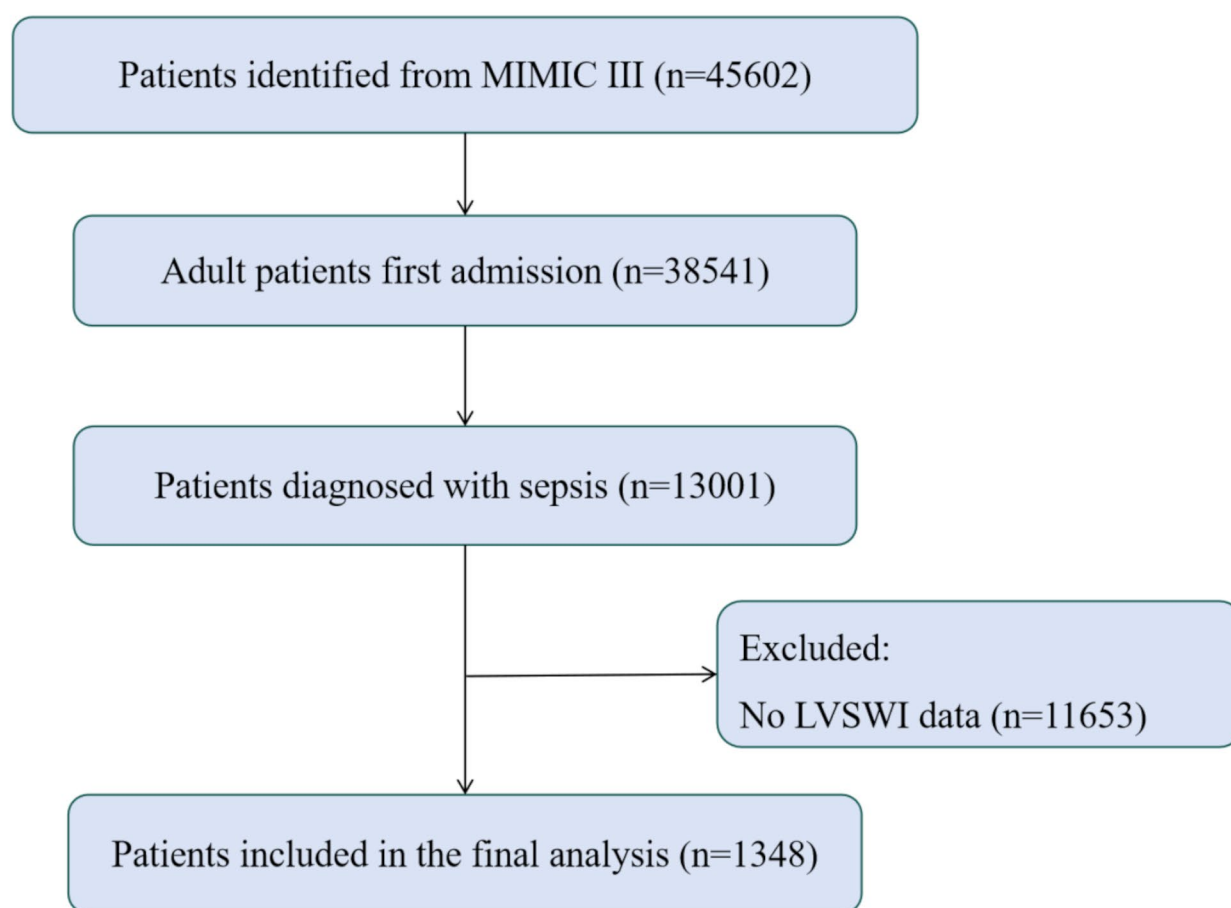 Patients identified from MIMIC III (n=45602)
Adult patients first admission (n=38541)
Patients diagnosed with sepsis (n=13001)
Excluded:
No LVSWI data (n=11653)
Patients included in the final analysis (n=1348)